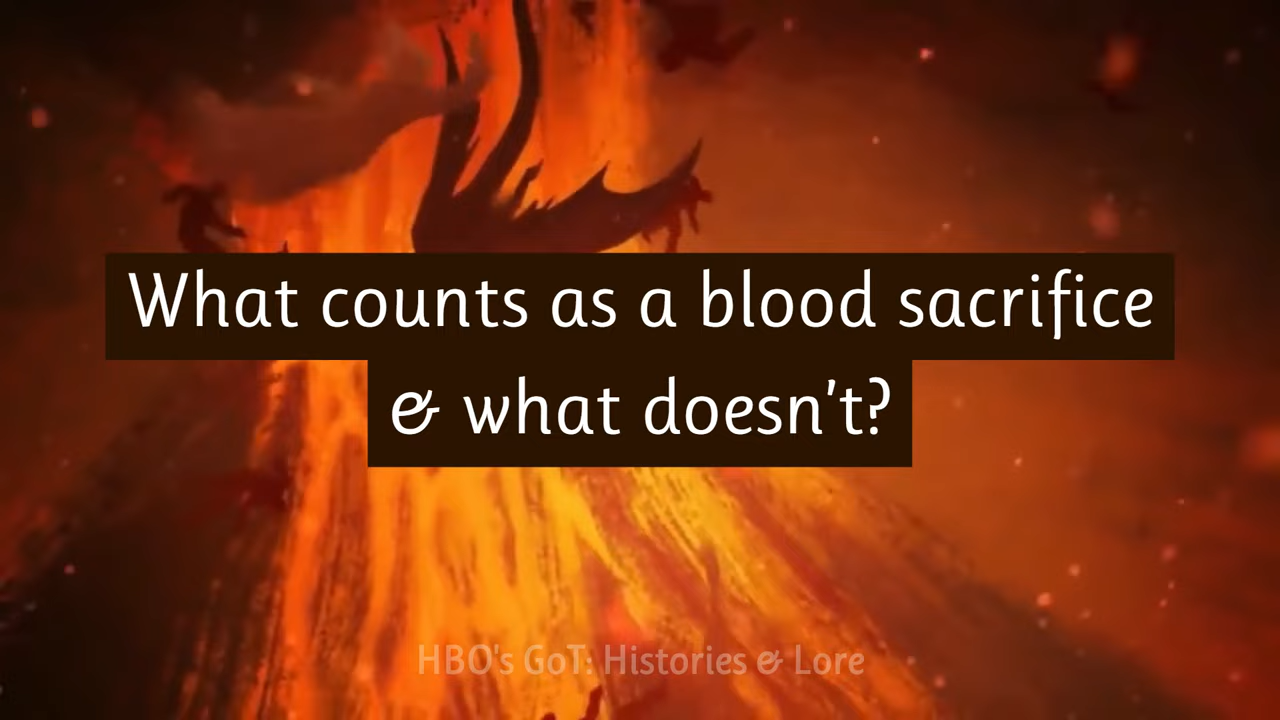 What counts as a blood sacrifice
& what doesn't?
HBO's GoT: Histories & Lore